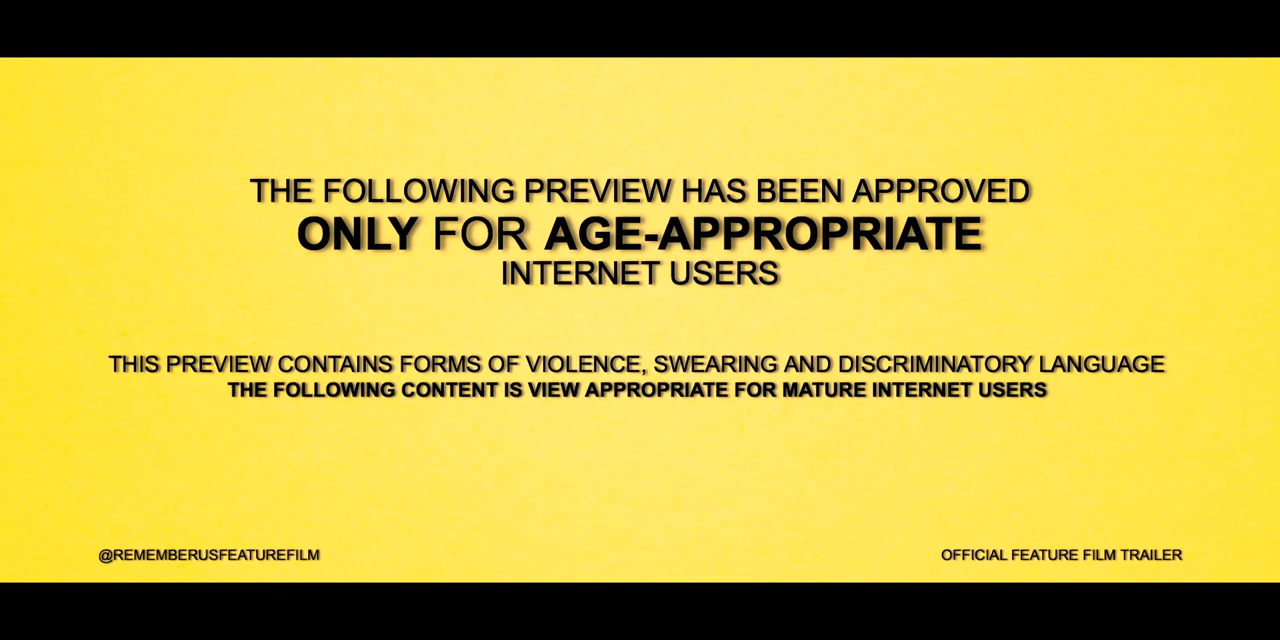 THE FOLLOWING PREVIEW HAS BEEN APPROVED
ONLY FOR AGE-APPROPRIATE
INTERNET USERS
THIS PREVIEW CONTAINS FORMS OF VIOLENCE, SWEARING AND DISCRIMINATORY LANGUAGE
THE FOLLOWING CONTENT IS VIEW APPROPRIATE FOR MATURE INTERNET USERS
@REMEMBERUSFEATUREFILM
OFFICIAL FEATURE FILM TRAILER